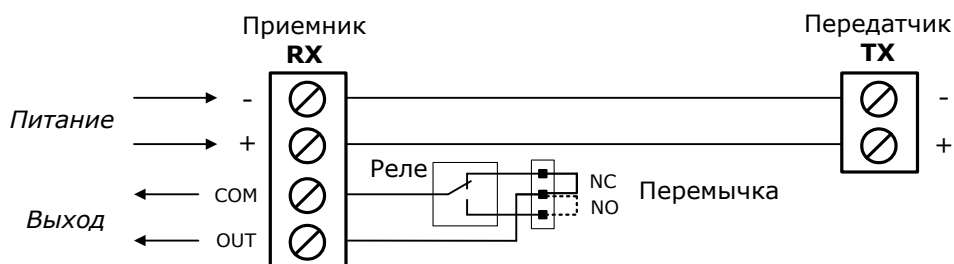 Приемник
RX
Передатчик
TX
Питание
-
+
-
+
Реле
NC
NO
Перемычка
Выход
COM
OUT